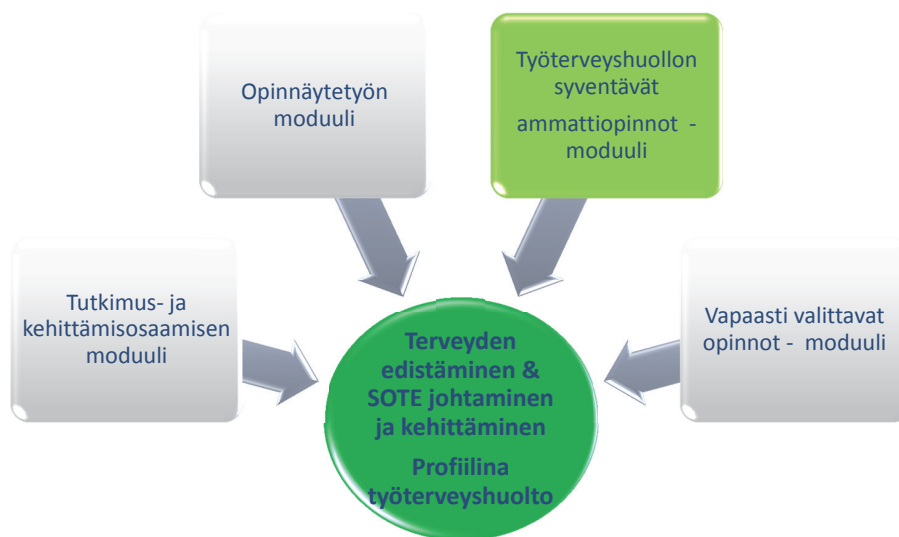 Opinnäytetyön
moduuli
Työterveyshuollon
syventävät
ammattiopinnot -
moduuli
Tutkimus- ja
kehittämisosaamisen
moduuli
Vapaasti valittavat
opinnot - moduuli
Terveyden
edistäminen &
SOTE johtaminen
ja kehittäminen
Profiilina
työterveyshuolto